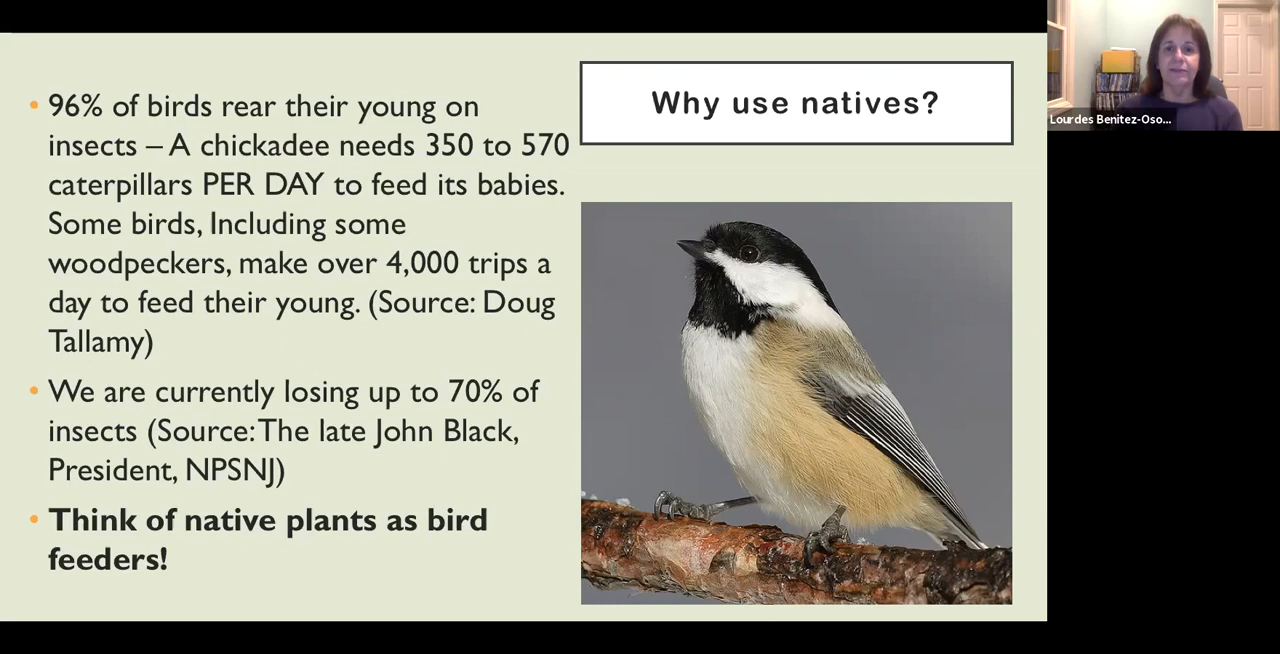 Why use natives?
• 96% of birds rear their young on
insects – A chickadee needs 350 to 570
caterpillars PER DAY to feed its babies.
Some birds, Including some
woodpeckers, make over 4,000 trips a
day to feed their young. (Source: Doug
Tallamy)
• We are currently losing up to 70% of
insects (Source: The late John Black,
President, NPSNJ)
• Think of native plants as bird
feeders!
Lourdes Benitez-Oso...